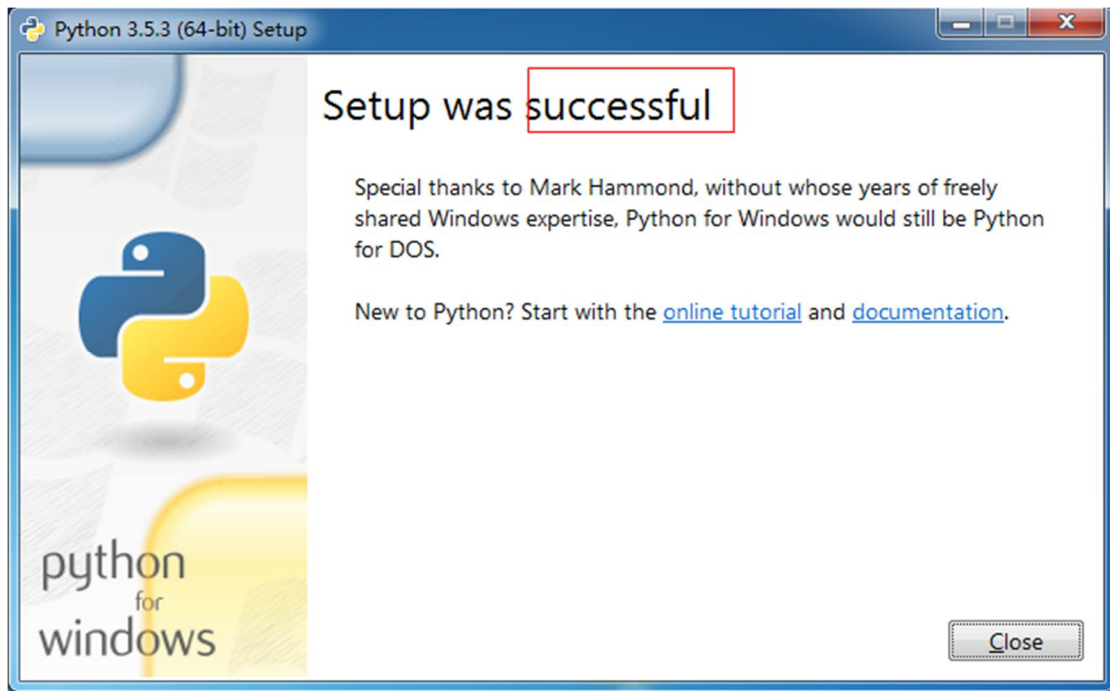 Python 3.5.3 (64-bit) Setup
Setup was successful
Special thanks to Mark Hammond, without whose years of freely
shared Windows expertise, Python for Windows would still be Python
for DOS.
New to Python? Start with the online tutorial and documentation.
python
for
windows
Close